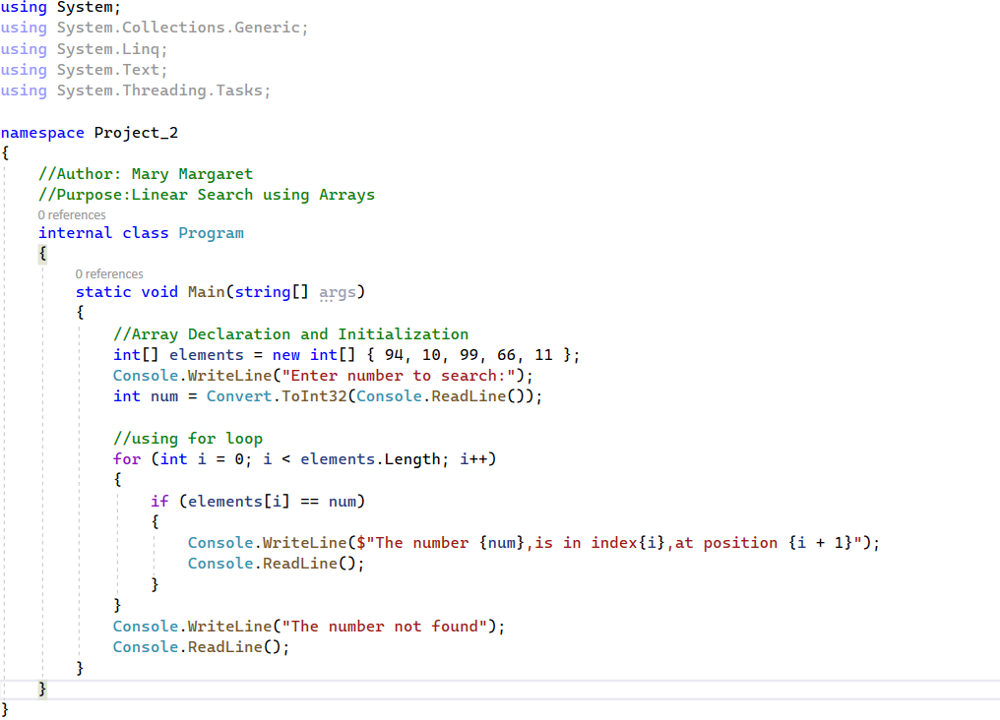 using System;
using System.Collections.Generic;
using System.Linq;
using System.Text;
using System.Threading.Tasks;
namespace Project_2
{
//Author: Mary Margaret
//Purpose:Linear Search using Arrays
0 references
internal class Program
{
0 references
static void Main(string[] args)
{
//Array Declaration and Initialization
int[] elements = new int[] { 94, 10, 99, 66, 11 };
Console.WriteLine("Enter number to search:");
int num = Convert.ToInt32(Console.ReadLine());
//using for loop
for (int i = 0; i < elements.Length; i++)
{
if (elements[i] == num)
{
Console.WriteLine($"The number {num},is in index{i},at position {i + 1}");
Console.ReadLine();
}
}
Console.WriteLine("The number not found");
Console.ReadLine();
}
}
}